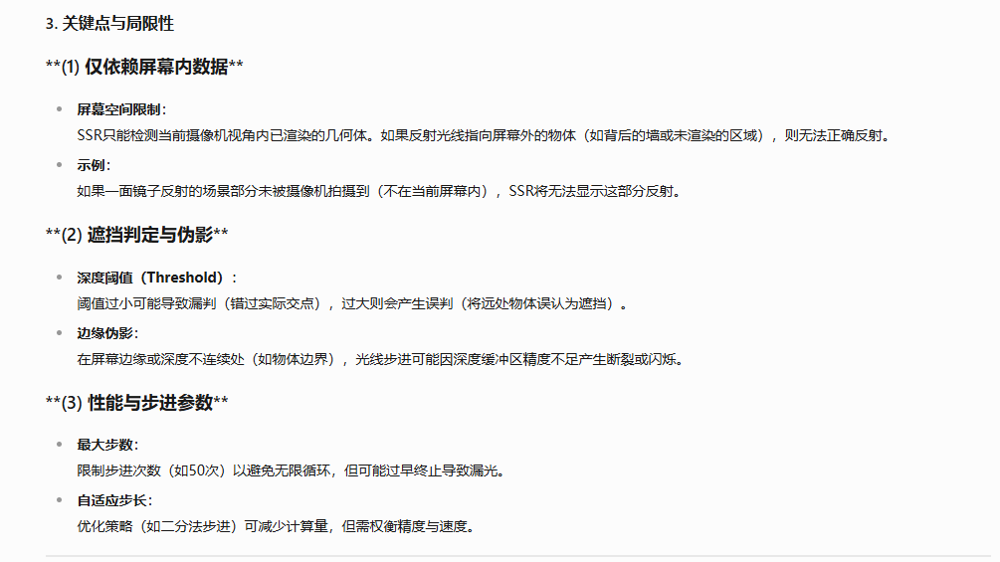 3. 关键点与局限性
**(1) 仅依赖屏幕内数据**
屏幕空间限制：
SSR只能检测当前摄像机视角内已渲染的几何体。如果反射光线指向屏幕外的物体（如背后的墙或未渲染的区域），则无法正确反射。
示例：
如果一面镜子反射的场景部分未被摄像机拍摄到（不在当前屏幕内），SSR将无法显示这部分反射。
**(2) 遮挡判定与伪影**
深度阈值（Threshold）：
阈值过小可能导致漏判（错过实际交点），过大则会产生误判（将远处物体误认为遮挡）。
边缘伪影：
在屏幕边缘或深度不连续处（如物体边界），光线步进可能因深度缓冲区精度不足产生断裂或闪烁。
**(3) 性能与步进参数**
最大步数：
限制步进次数（如50次）以避免无限循环，但可能过早终止导致漏光。
自适应步长：
优化策略（如二分法步进）可减少计算量，但需权衡精度与速度。